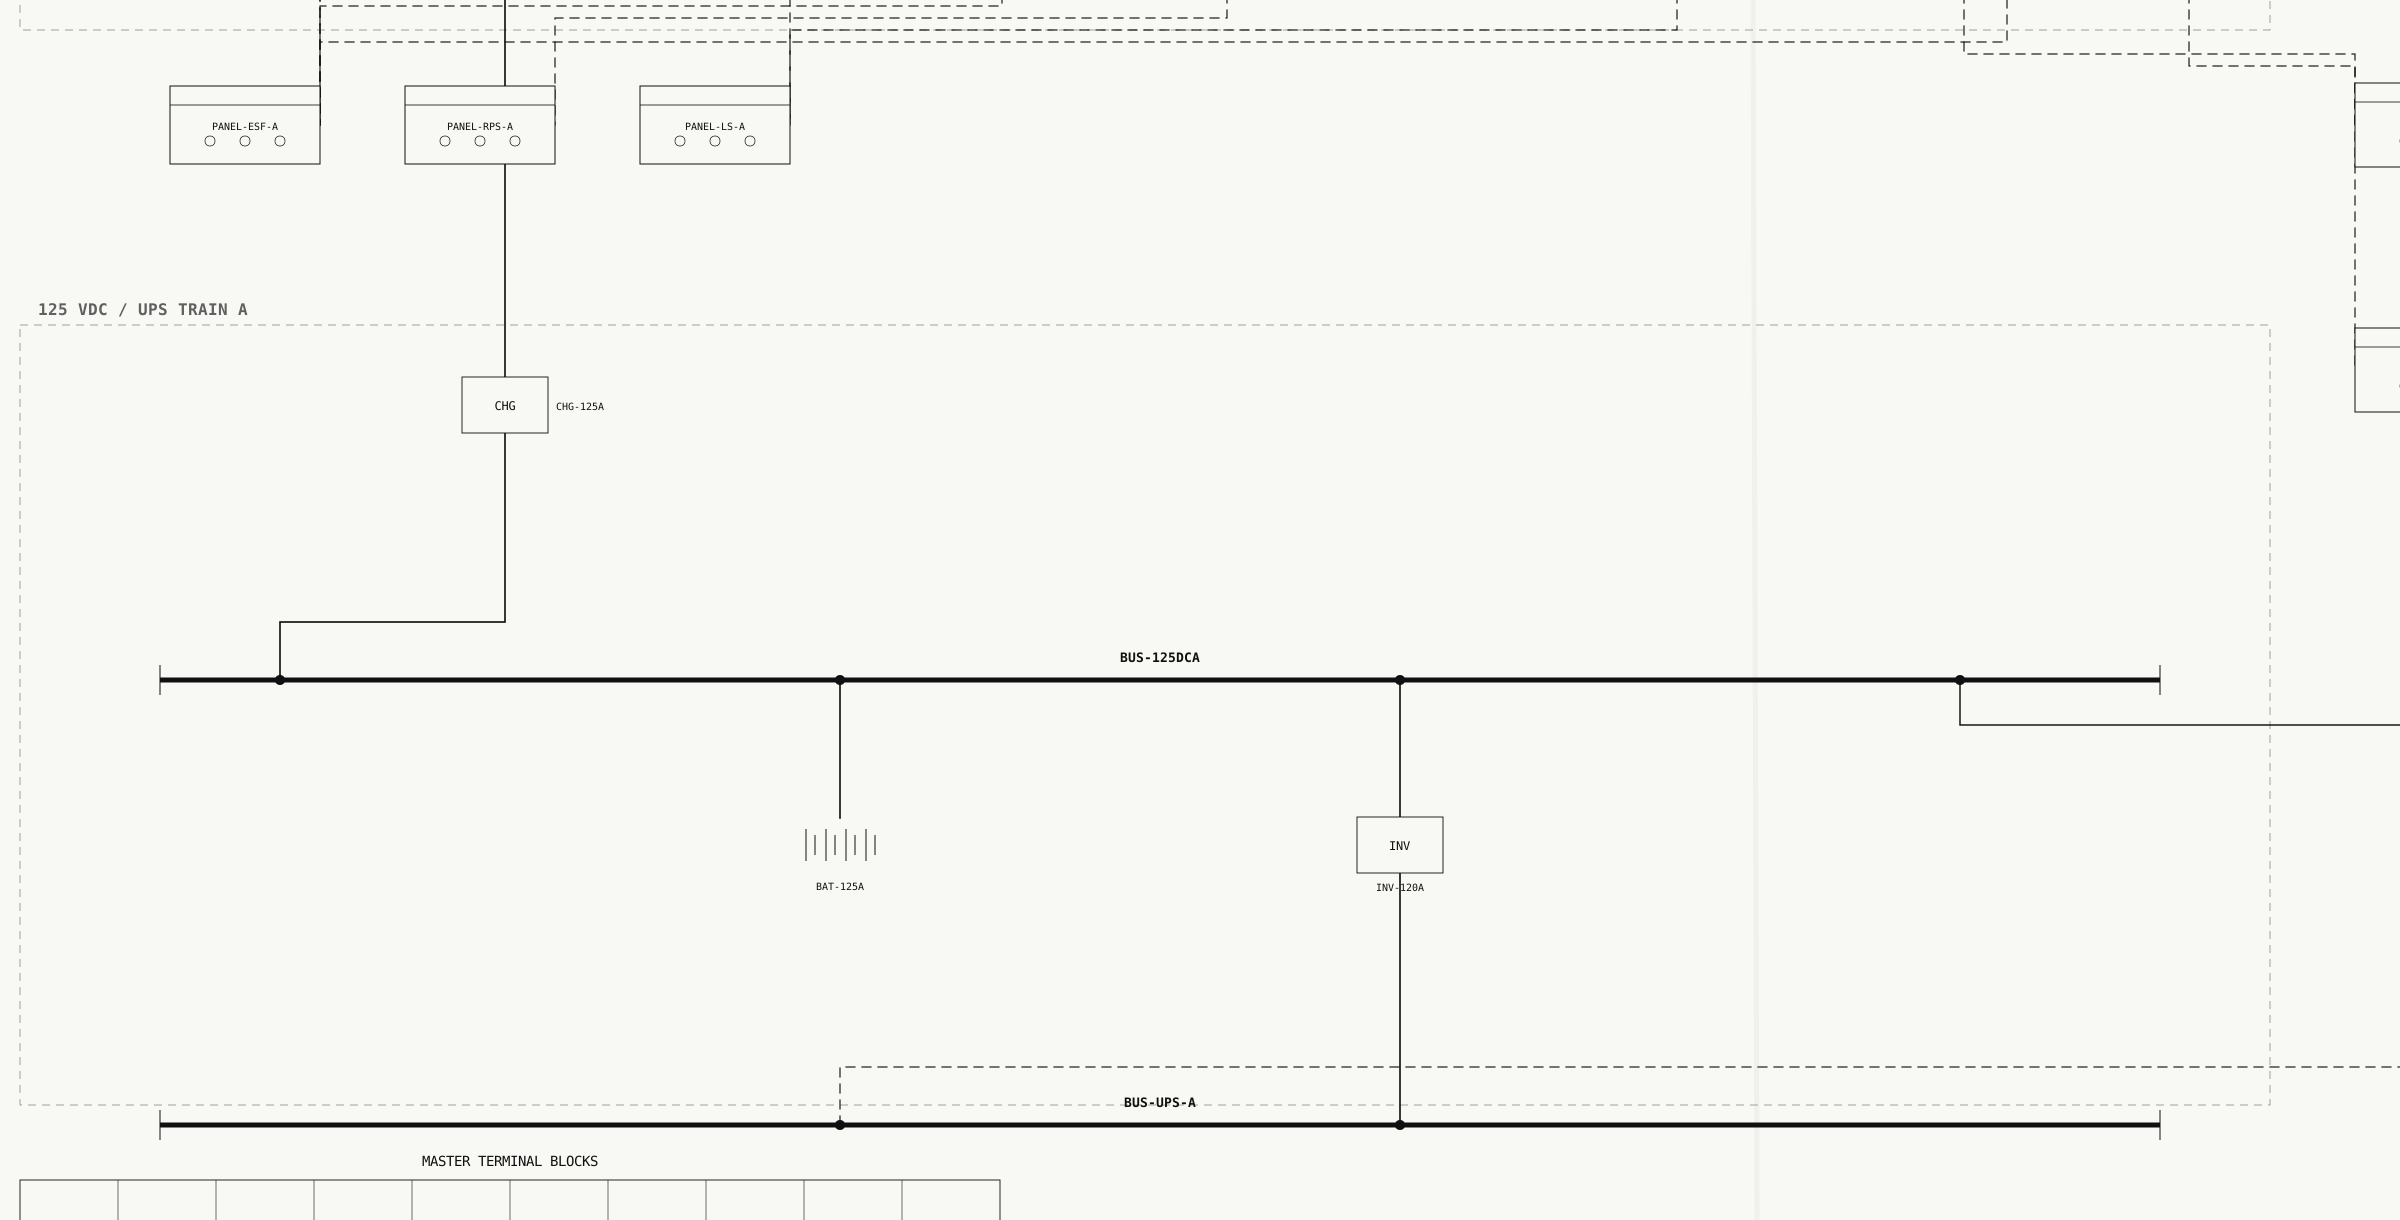 PANEL-ESF-A
PANEL-RPS-A
PANEL-LS-A
125 VDC / UPS TRAIN A
CHG
CHG-125A
BUS-125DCA
INV
BAT-125A
INV-120A
BUS-UPS-A
MASTER TERMINAL BLOCKS